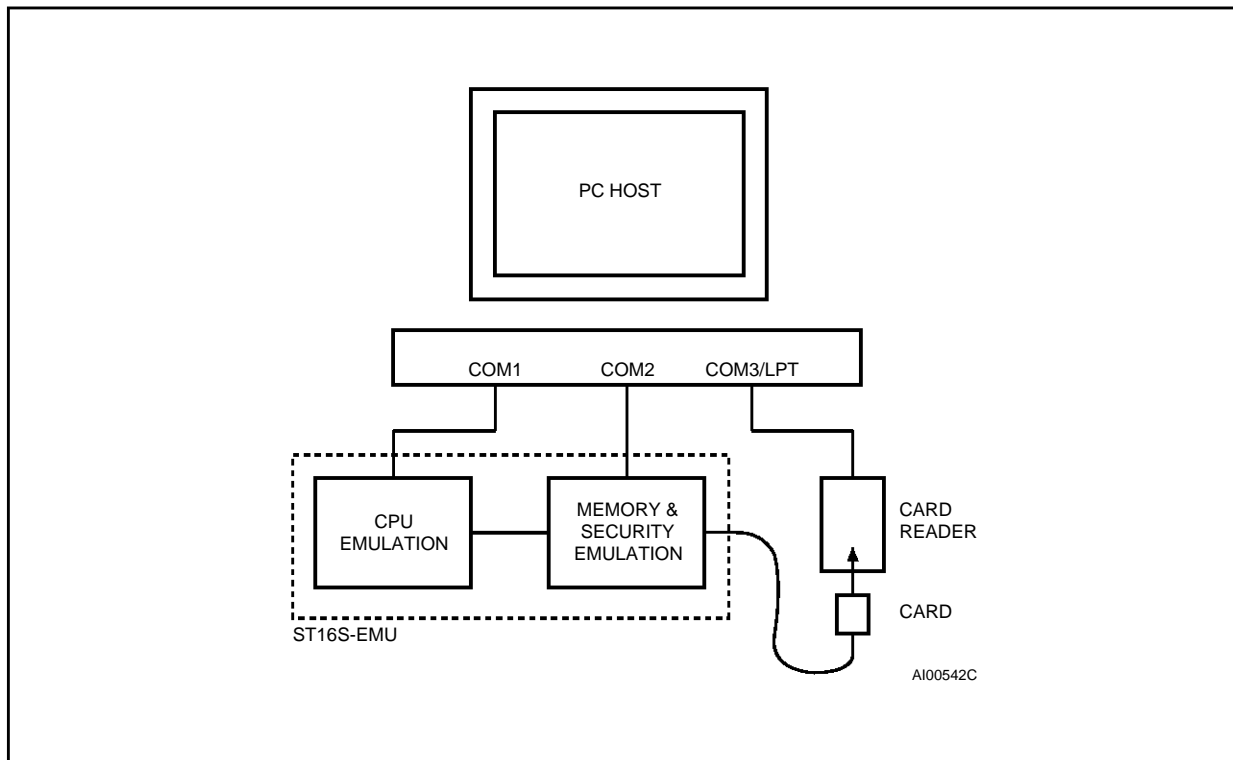 PC HOST
COM1
COM2
COM3/LPT
CPU
EMULATION
MEMORY &
SECURITY
EMULATION
CARD
READER
CARD
ST16S-EMU
AI00542C